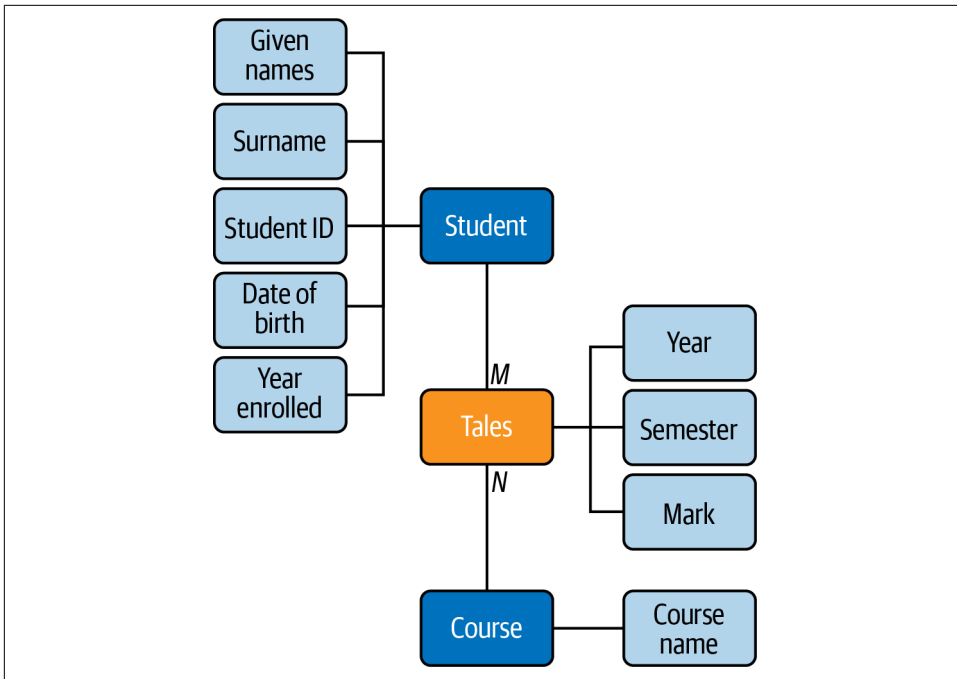 Given
names
Surname
Student ID
Date of
birth
Year
enrolled
Student
M
Tales
N
Course
Year
Semester
Mark
Course
name